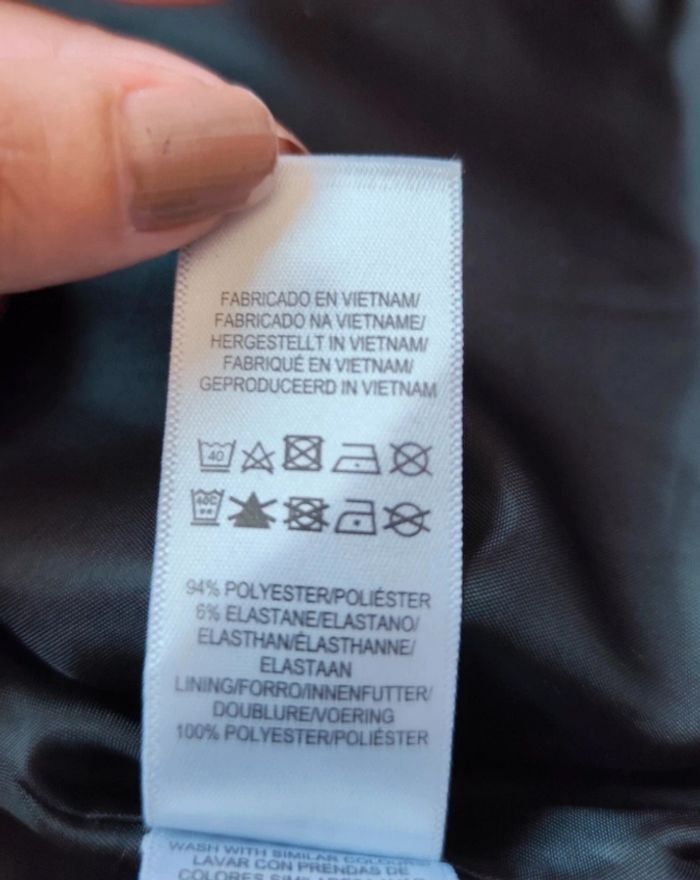 FABRICADO EN VIETNAM/
FABRICADO NA VIETNAME/
HERGESTELLT IN VIETNAM/
FABRIQUÉ EN VIETNAM/
GEPRODUCEERD IN VIETNAM
40
40C
94% POLYESTER/POLIÉSTER
6% ELASTANE/ELASTANO/
ELASTHAN/ÉLASTHANNE/
ELASTAAN
LINING/FORRO/INNENFUTTER/
DOUBLURE/VOERING
100% POLYESTER/POLIÉSTER
WASH WITH SIMILAR COLOURS
LAVAR CON PRENDAS DE
COLORES